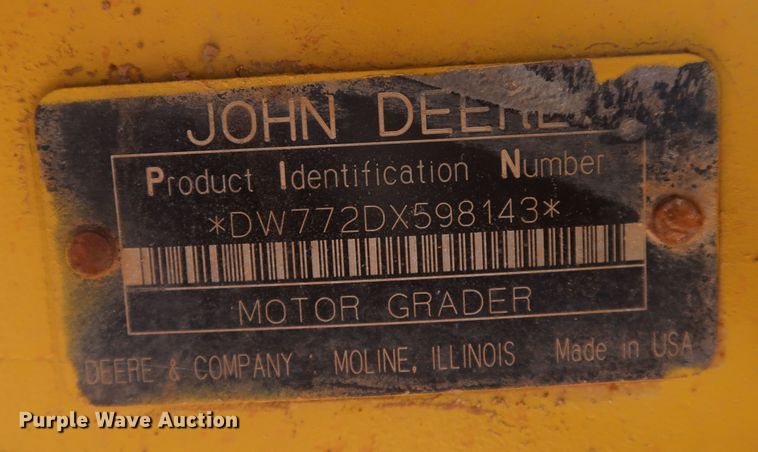 JOHN DEERE
Product Identification Number
*DW772DX598143*
MOTOR GRADER
DEERE & COMPANY : MOLINE, ILLINOIS Made in USA
Purple Wave Auction